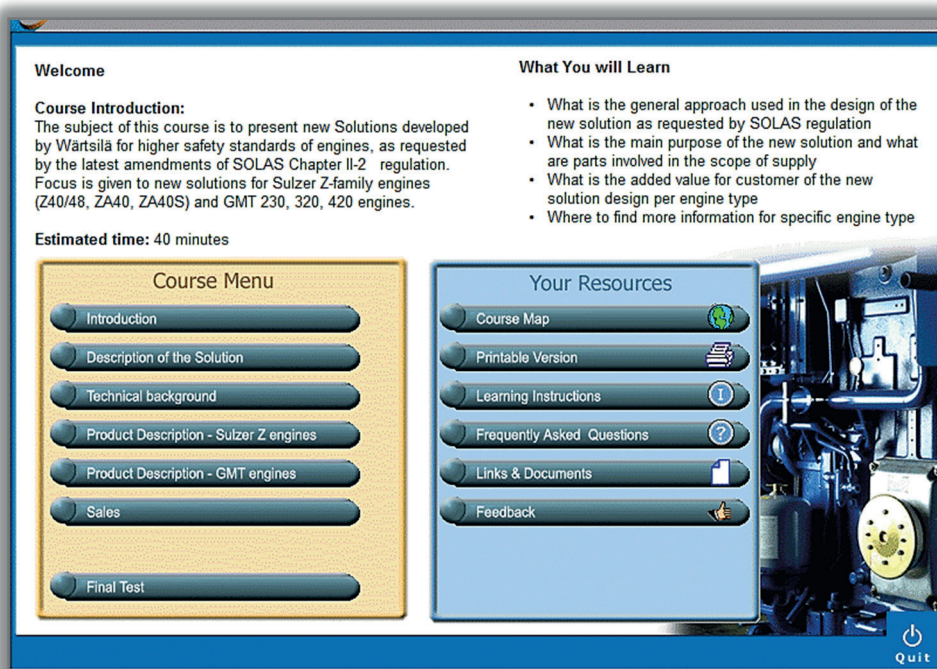 Welcome
Course Introduction:
The subject of this course is to present new Solutions developed
by Wärtsilä for higher safety standards of engines, as requested
by the latest amendments of SOLAS Chapter II-2 regulation.
Focus is given to new solutions for Sulzer Z-family engines
(Z40/48, ZA40, ZA40S) and GMT 230, 320, 420 engines.
Estimated time: 40 minutes
What You will Learn
• What is the general approach used in the design of the
new solution as requested by SOLAS regulation
• What is the main purpose of the new solution and what
are parts involved in the scope of supply
• What is the added value for customer of the new
solution design per engine type
• Where to find more information for specific engine type
Course Menu
Introduction
Description of the Solution
Technical background
Product Description - Sulzer Z engines
Product Description - GMT engines
Sales
Final Test
Your Resources
Course Map
Printable Version
Learning Instructions
Frequently Asked Questions
Links & Documents
Feedback
Quit